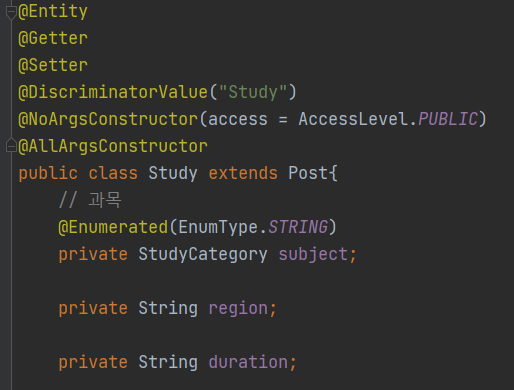 @Entity
@Getter
@Setter
@DiscriminatorValue("Study")
@NoArgsConstructor(access = AccessLevel.PUBLIC)
@AllArgsConstructor
public class Study extends Post{
// 과목
@Enumerated(EnumType.STRING)
private StudyCategory subject;
private String region;
private String duration;